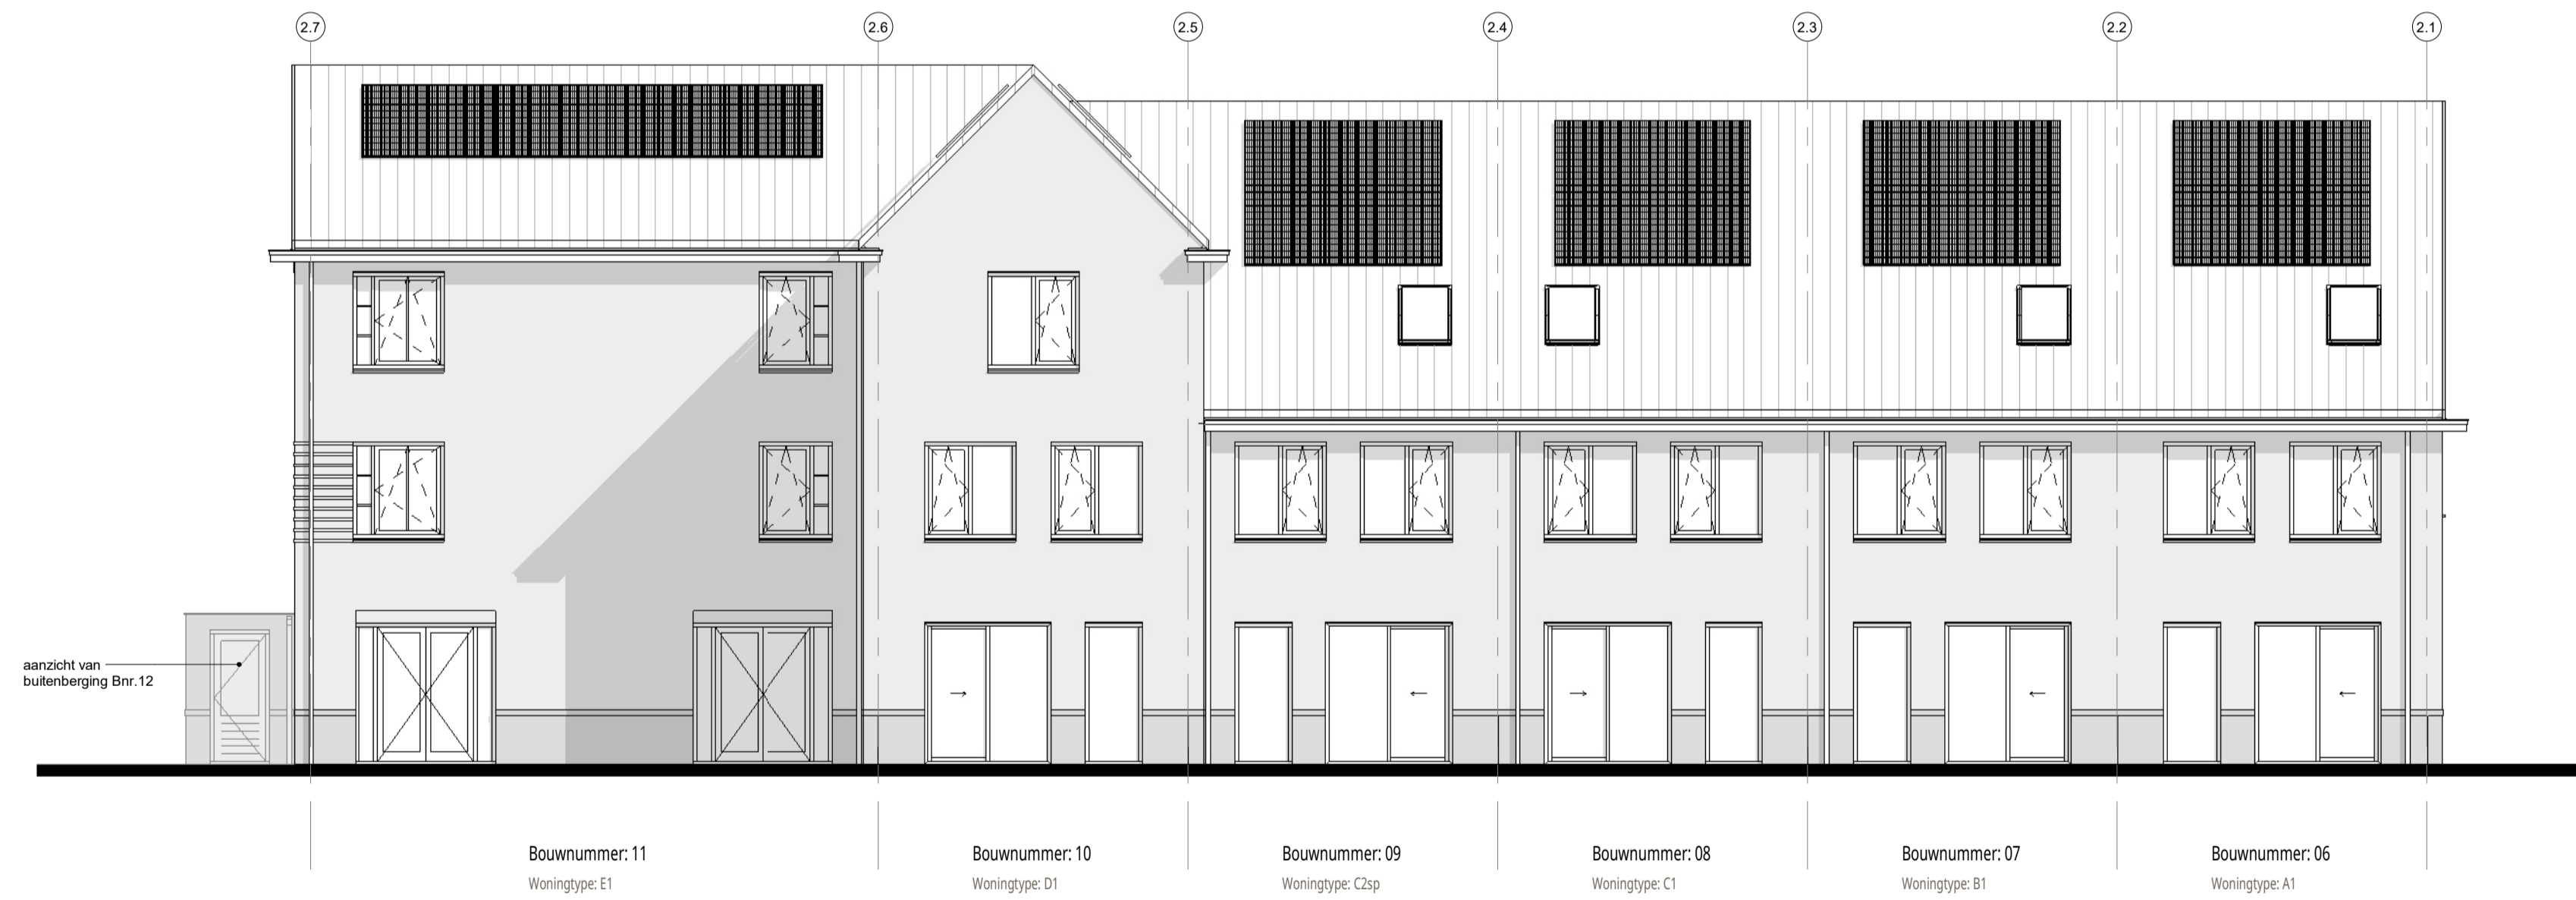 2.7
2.6
2.5
2.4
2.3
2.2
2.1
aanzicht van
buitenberging Bnr.12
Bouwnummer: 11
Woningtype: E1
Bouwnummer: 10
Woningtype: D1
Bouwnummer: 09
Woningtype: C2sp
Bouwnummer: 08
Woningtype: C1
Bouwnummer: 07
Woningtype: B1
Bouwnummer: 06
Woningtype: A1